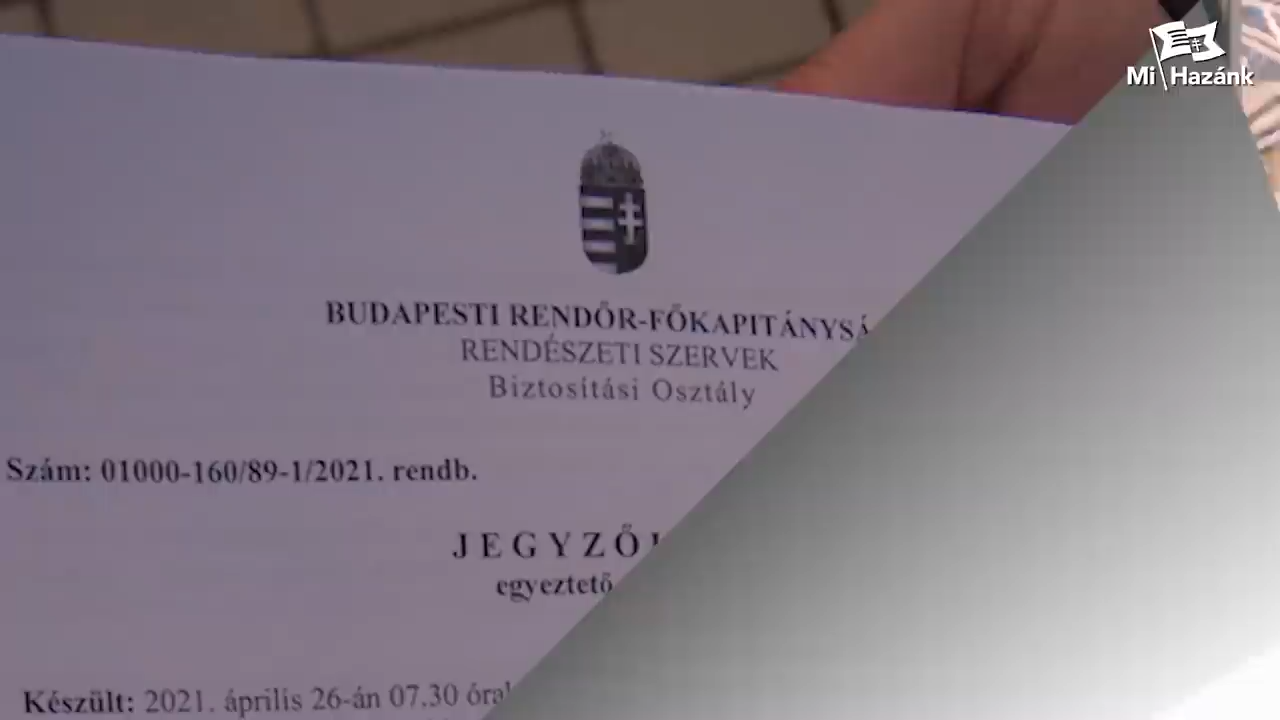 Mi Hazánk
BUDAPESTI RENDŐR-FŐKAPITÁNYSÁ
RENDÉSZETI SZERVEK
Biztosítási Osztály
Szám: 01000-160/89-1/2021. rendb.
JEGYZŐ
egyeztető
Készült: 2021. április 26-án 07.30 óra